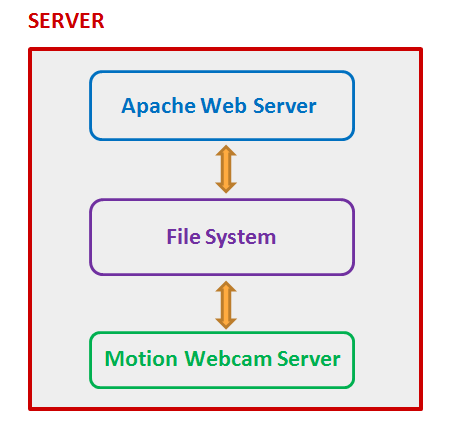 SERVER
Apache Web Server
File System
Motion Webcam Server